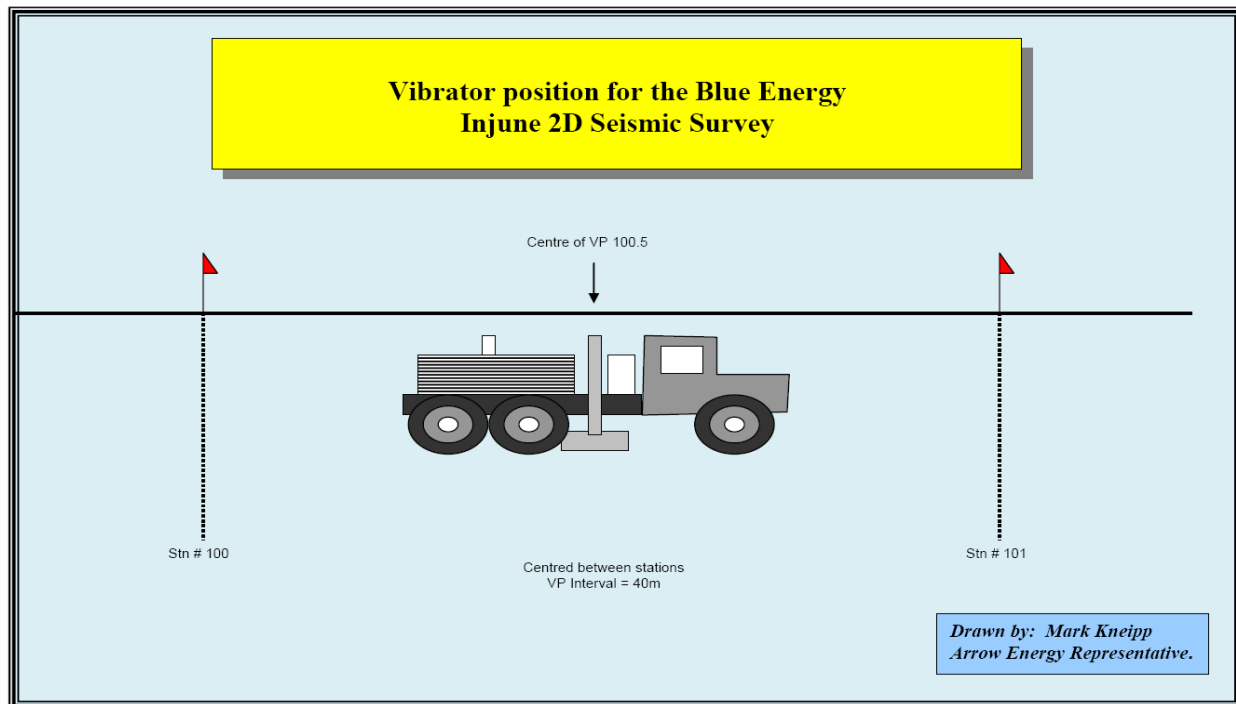 Vibrator position for the Blue Energy
Injune 2D Seismic Survey
Centre of VP 100.5
Stn # 100
Stn # 101
Centred between stations
VP Interval = 40m
Drawn by:  Mark Kneipp
Arrow Energy Representative.